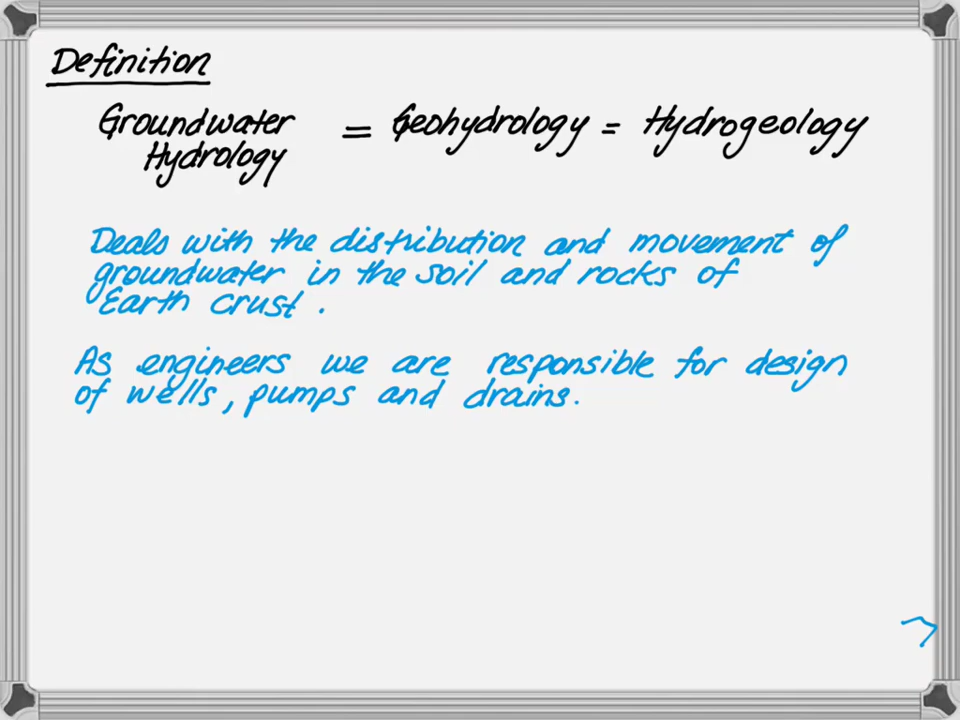 Definition
Groundwater Hydrology = Geohydrology = Hydrogeology
Deals with the distribution and movement of
groundwater in the soil and rocks of
Earth crust.
As engineers we are responsible for design
of wells, pumps and drains.